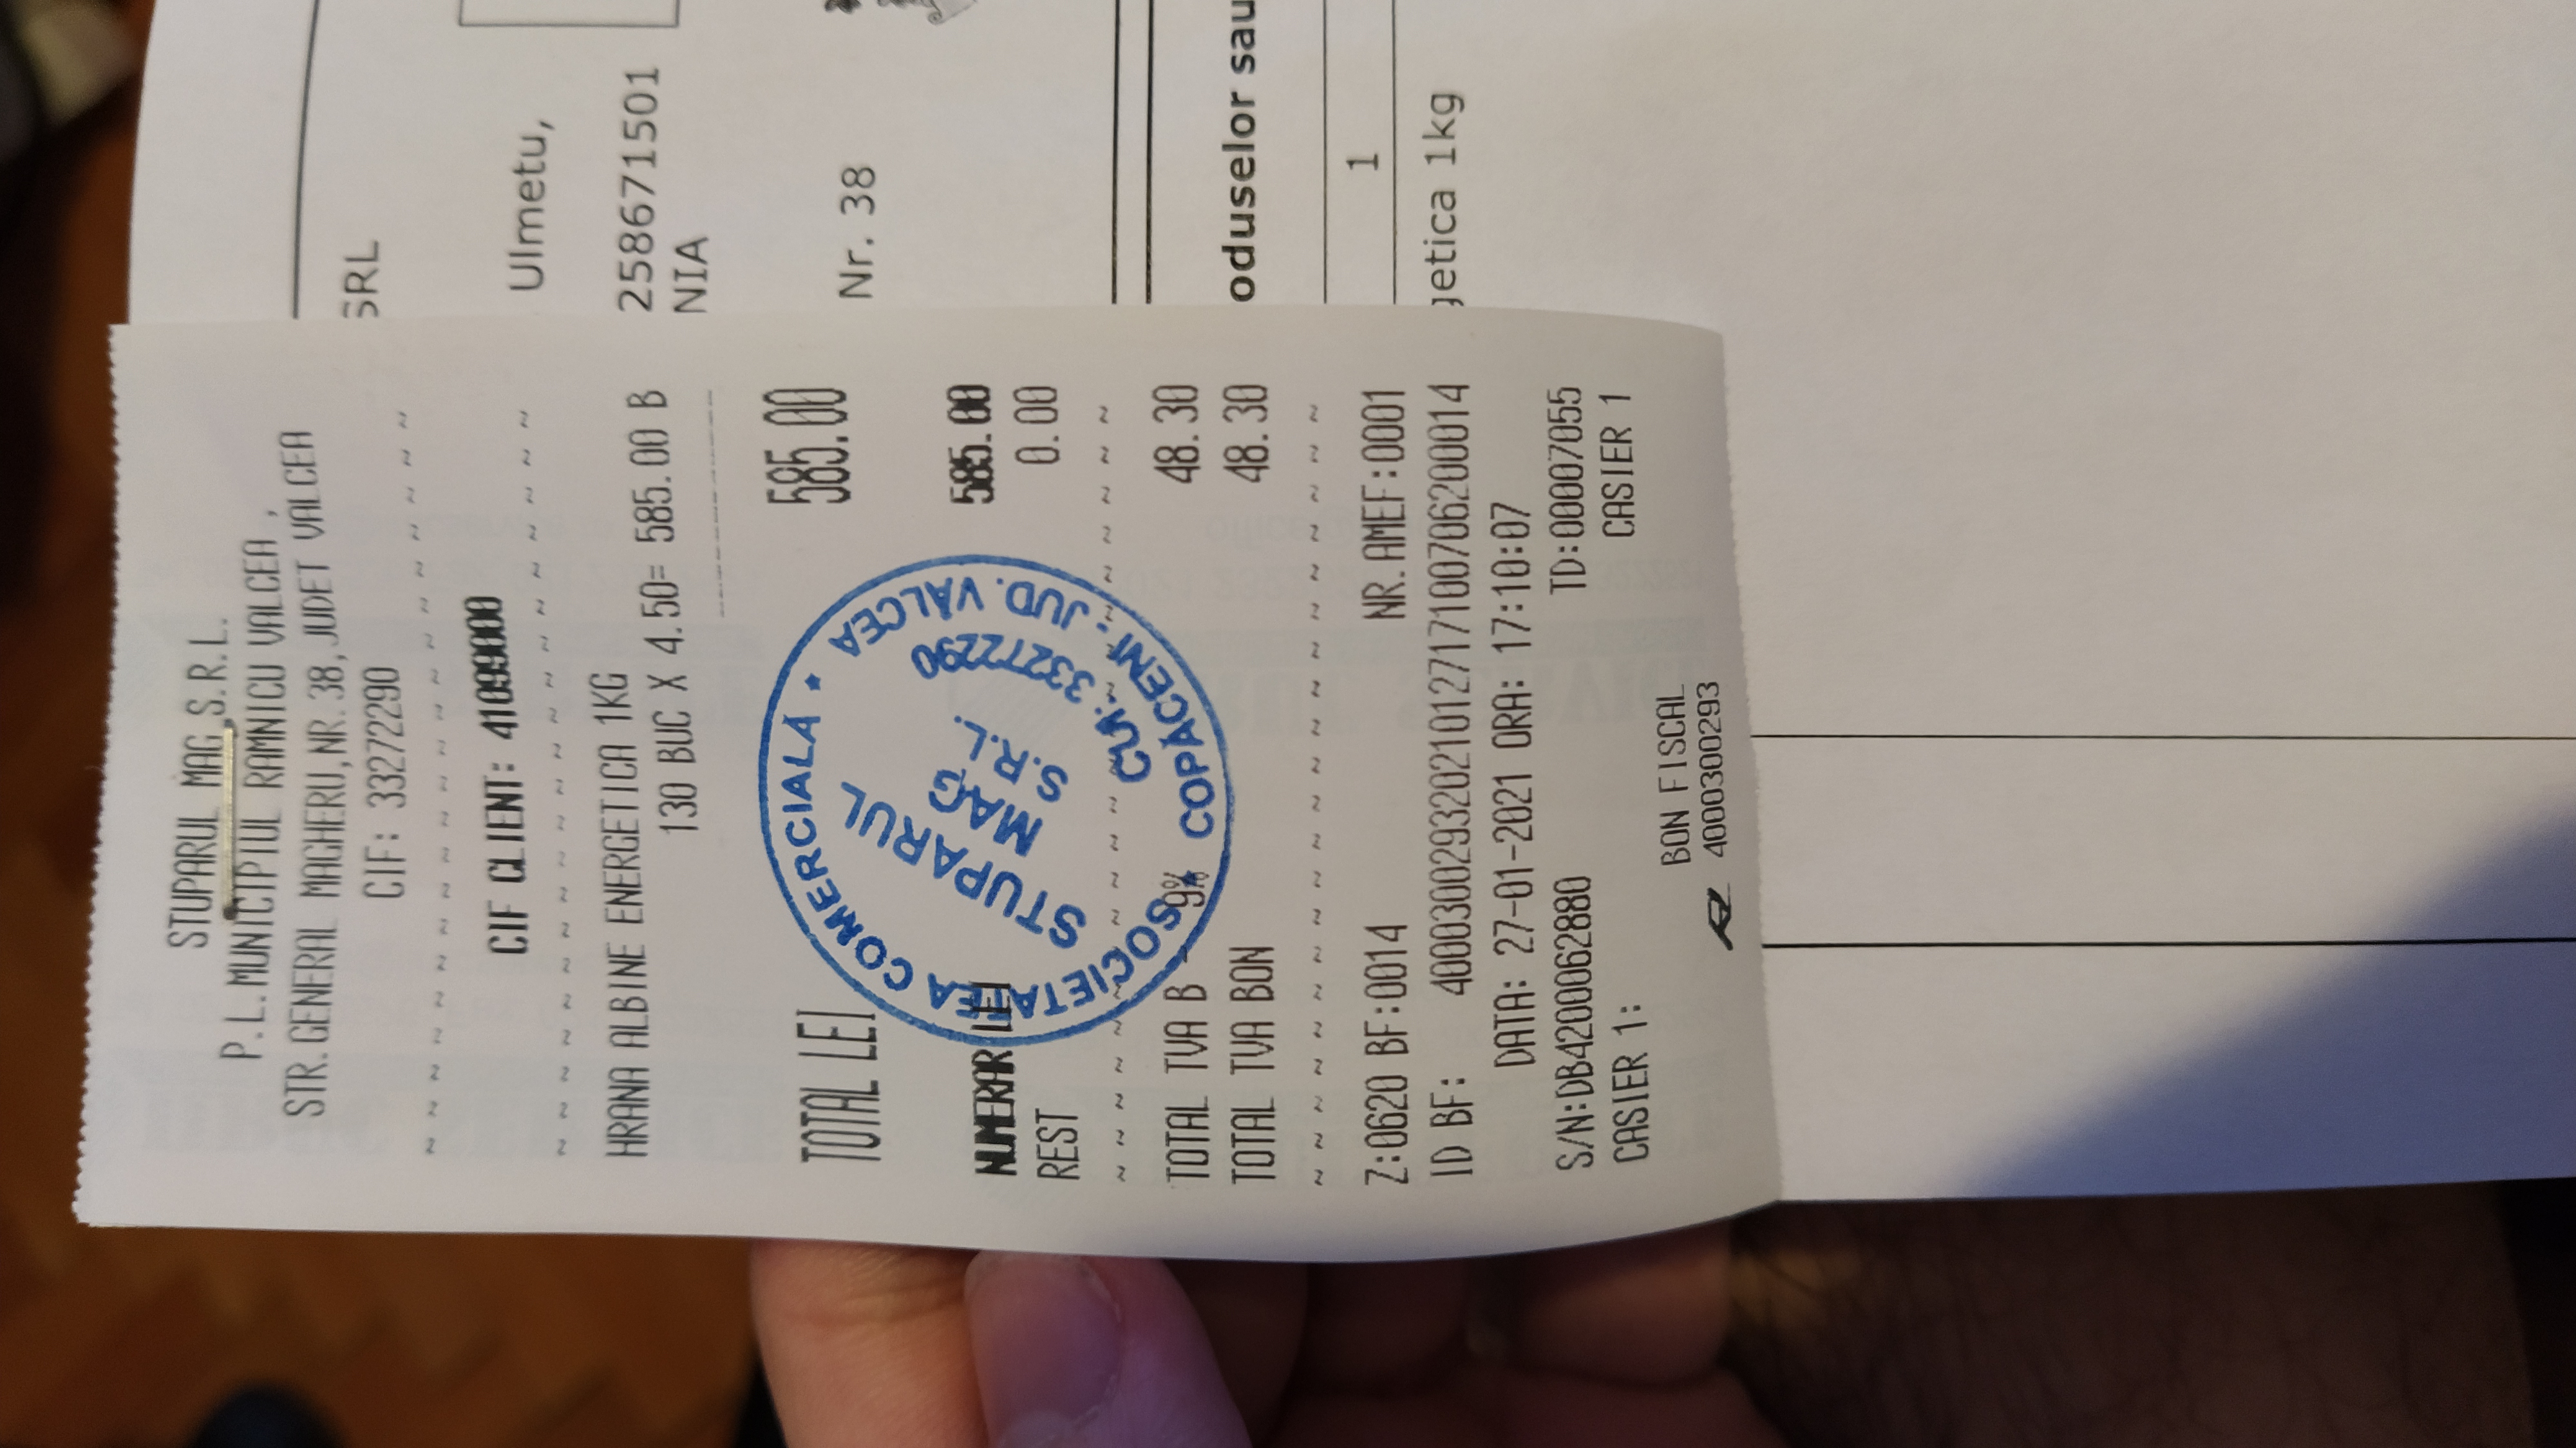 SRL
Ulmetu,
258671501
NIA
Nr. 38
oduselor sau
1
getica 1kg
STUPARUL MAG S.R.L.
P.L.MUNICIPIUL RAMNICU VALCEA ,
STR.GENERAL MAGHERU,NR.38,JUDET VALCEA
CIF: 33272290
~ ~ ~ ~ ~ ~ ~ ~ ~ ~ ~ ~ ~ ~ ~ ~ ~ ~
CIF CLIENT:
~ ~ ~ ~ ~ ~ ~ ~ ~ ~ ~ ~ ~ ~ ~ ~ ~ ~
HRANA ALBINE ENERGETICA 1KG
130 BUC X 4.50= 585.00 B
TOTAL LEI 585.00
NUMERAR LEI 585.00
REST 0.00
~ ~ ~ ~ ~ ~ ~ ~ ~ ~ ~ ~ ~ ~ ~ ~ ~ ~
TOTAL TVA B - 9% 48.30
TOTAL TVA BON 48.30
~ ~ ~ ~ ~ ~ ~ ~ ~ ~ ~ ~ ~ ~ ~ ~ ~ ~
Z:0620 BF:0014 NR.AMEF:0001
ID BF: 4000300293202101271710070620014
DATA: 27-01-2021 ORA: 17:10:07
S/N:DB4200062880 TD:00007055
CASIER 1: CASIER 1
BON FISCAL
4000300293
SOCIETATEA COMERCIALĂ * COPĂCENI - JUD. VÂLCEA *
STUPARUL
MAG
S.R.L.
CUI: 33272290